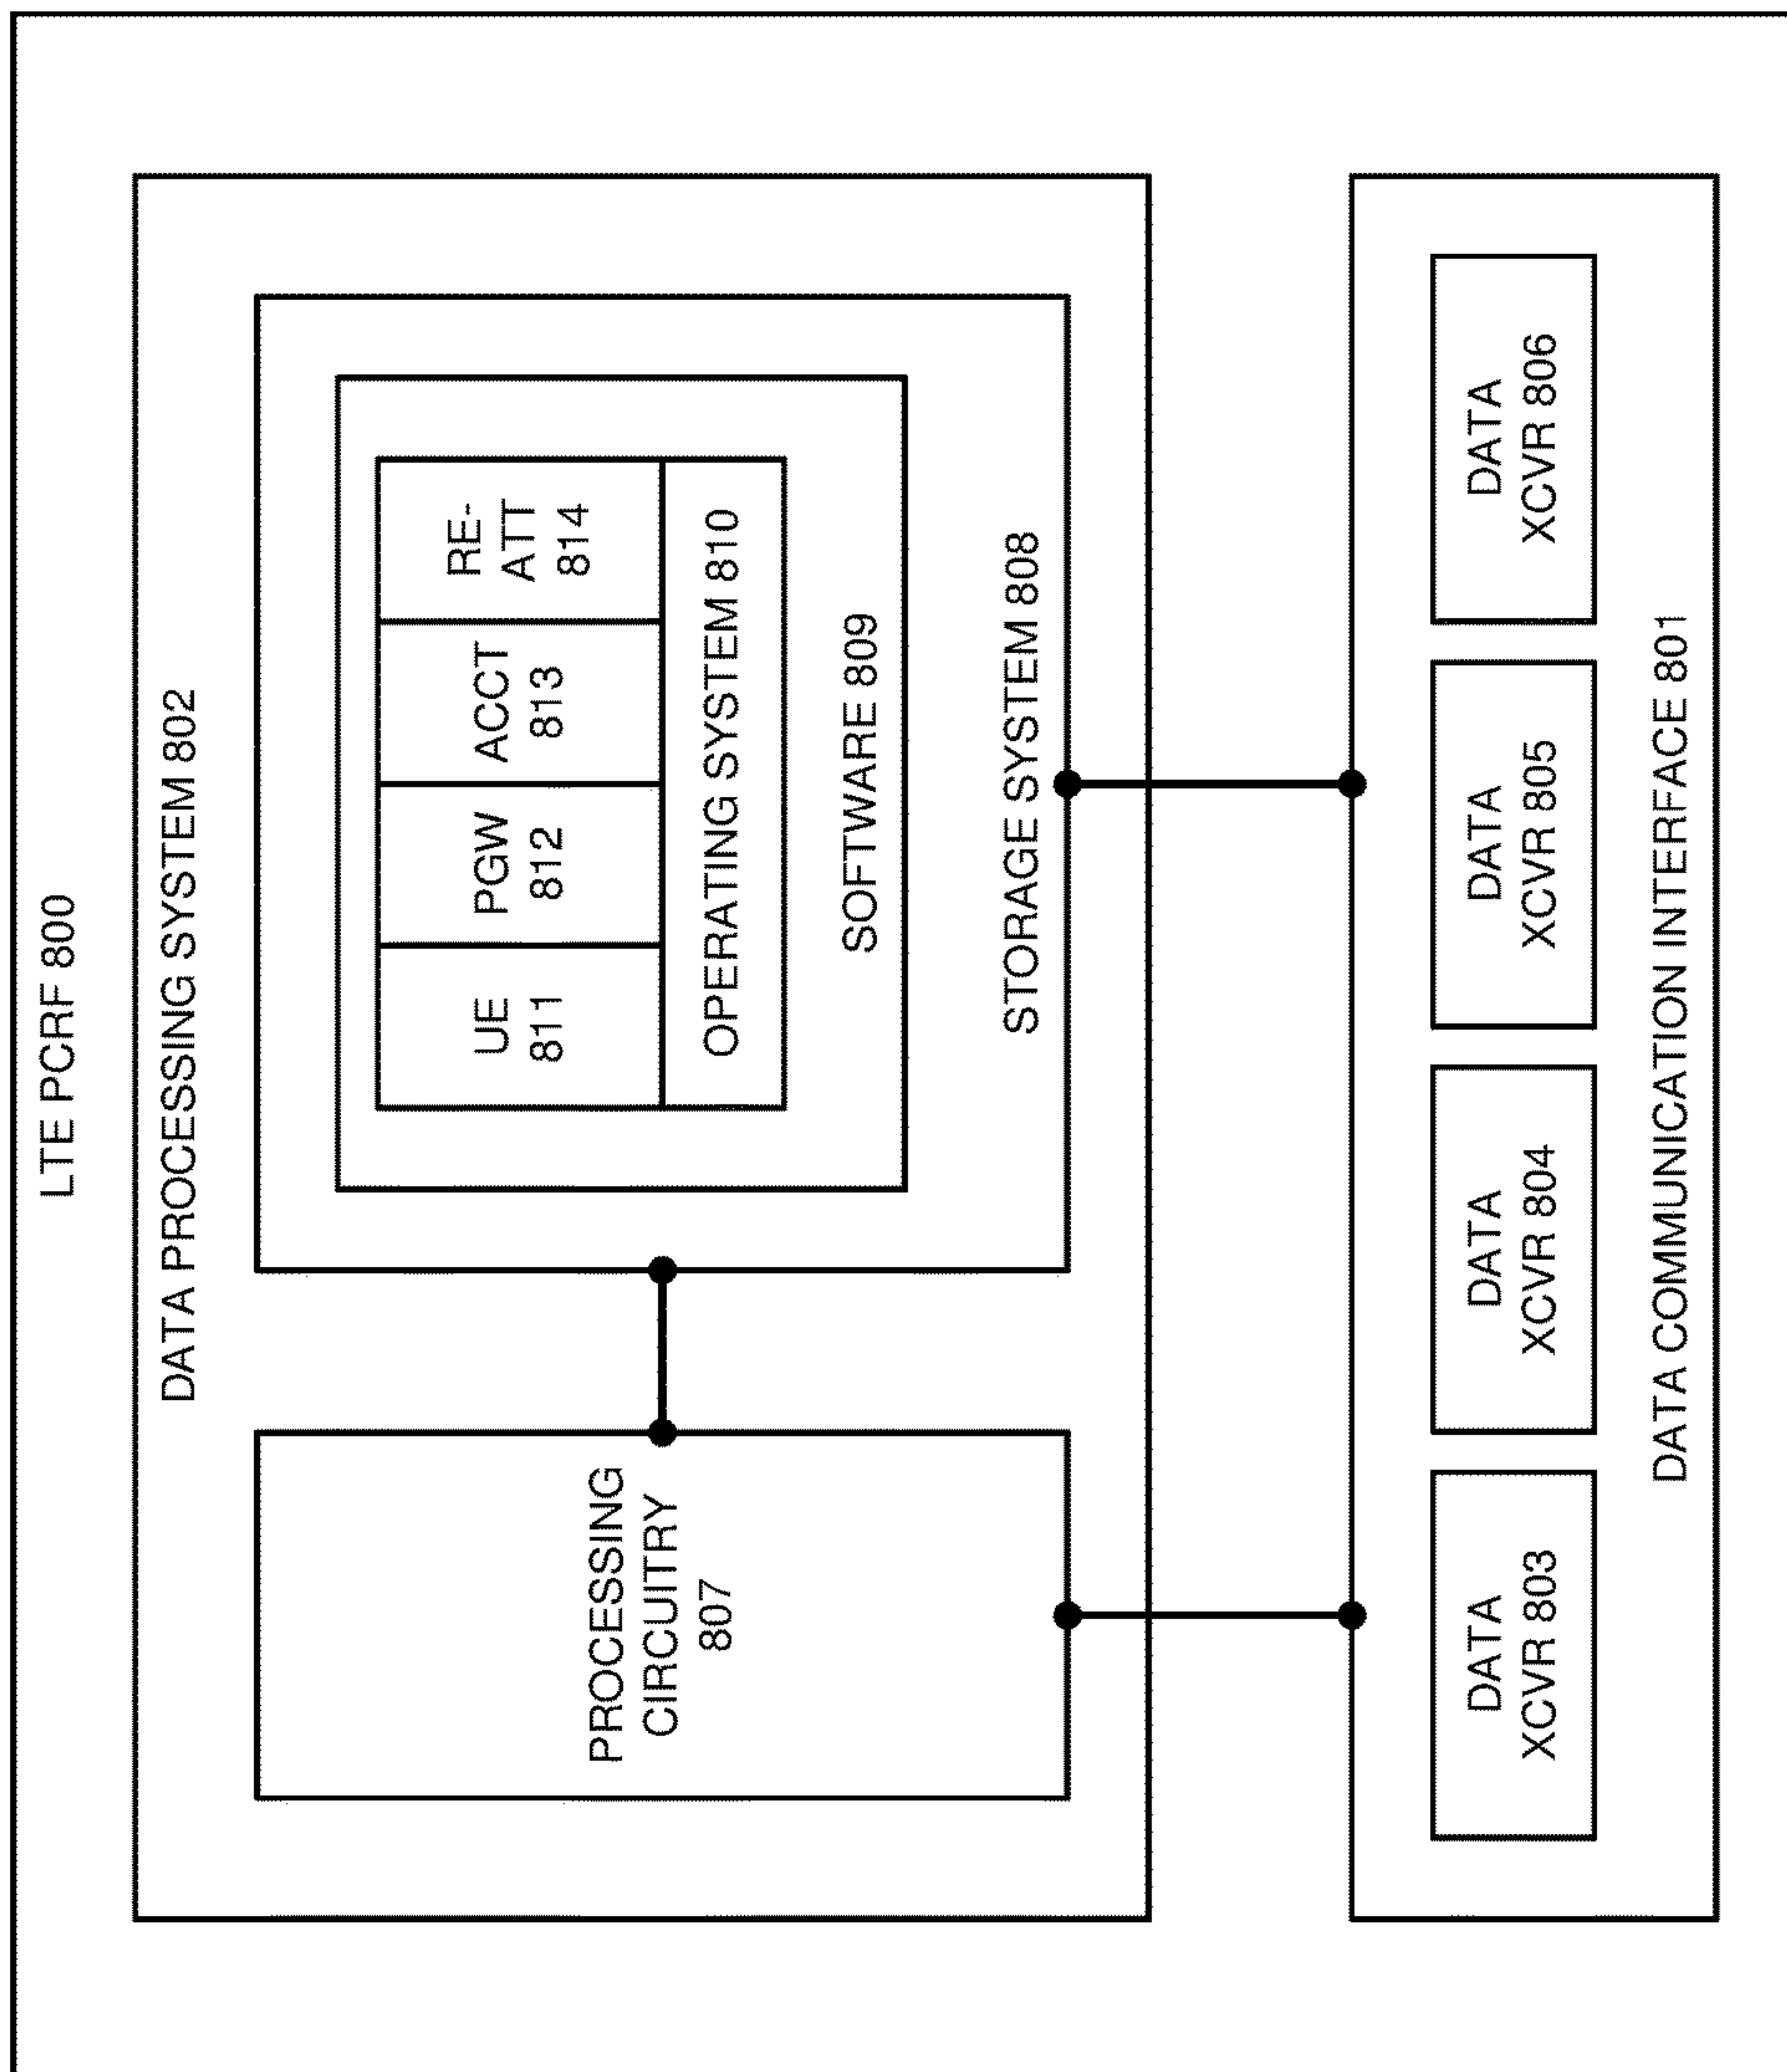 LTE PCRF 800
DATA PROCESSING SYSTEM 802
PROCESSING
CIRCUITRY
807
UE
811
PGW
812
ACCT
813
RE-
ATT
814
OPERATING SYSTEM 810
SOFTWARE 809
STORAGE SYSTEM 808
DATA
XCVR 803
DATA
XCVR 804
DATA
XCVR 805
DATA
XCVR 806
DATA COMMUNICATION INTERFACE 801